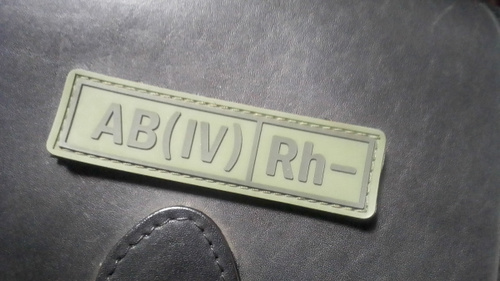 AB(IV) Rh-